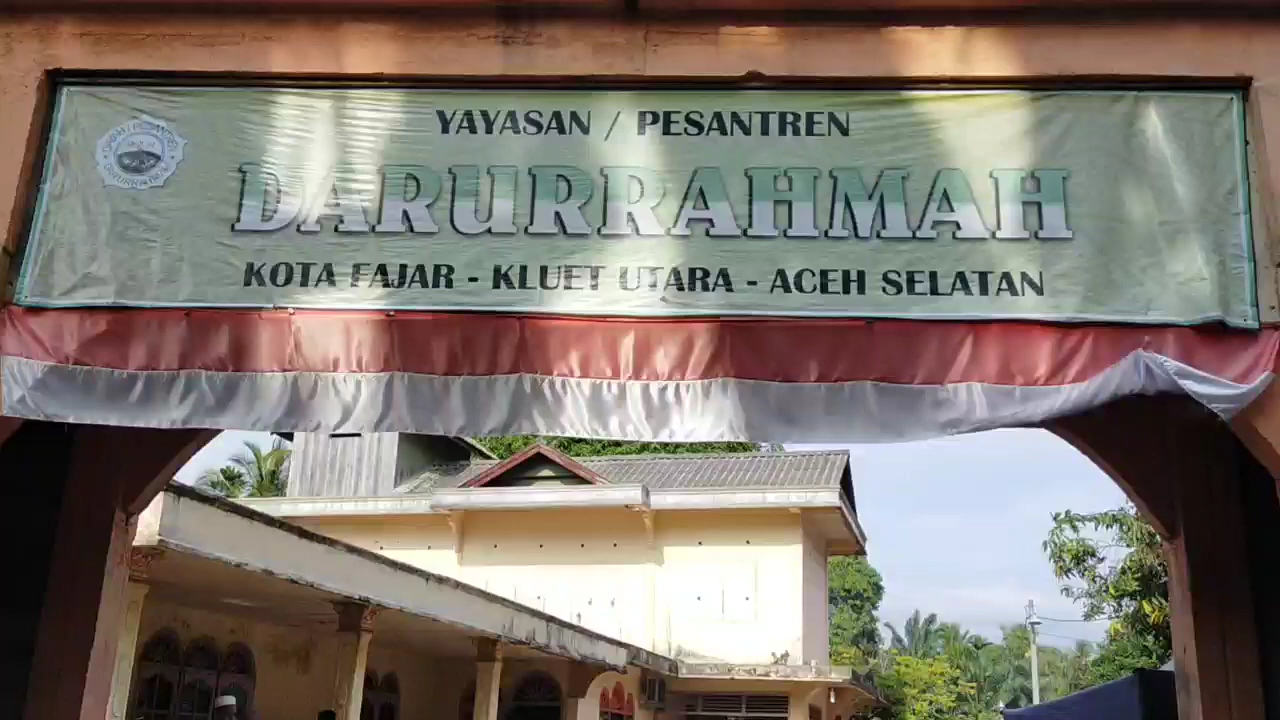 YAYASAN / PESANTREN
DARURRAHMAH
KOTA FAJAR - KLUET UTARA - ACEH SELATAN